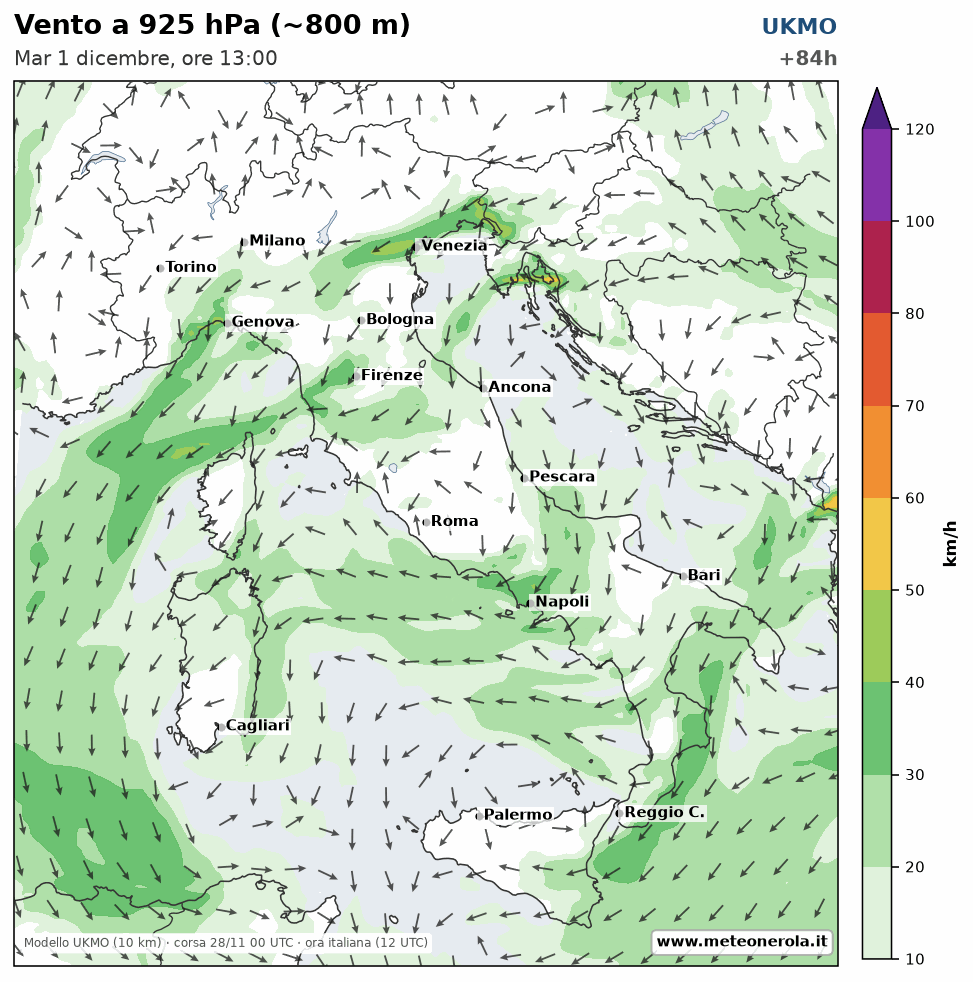 Vento a 925 hPa (~800 m)
UKMO
Mar 1 dicembre, ore 13:00
+84h
Milano
Venezia
Torino
Genova
Bologna
Firenze
Ancona
Pescara
Roma
Bari
Napoli
Cagliari
Palermo
Reggio C.
Modello UKMO (10 km) · corsa 28/11 00 UTC · ora italiana (12 UTC)
www.meteonerola.it
120
100
80
70
60
50
40
30
20
10
km/h